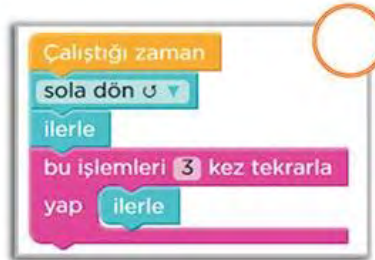 Çalıştığı zaman
sola dön ↺ ▼
ilerle
bu işlemleri 3 kez tekrarla
yap ilerle